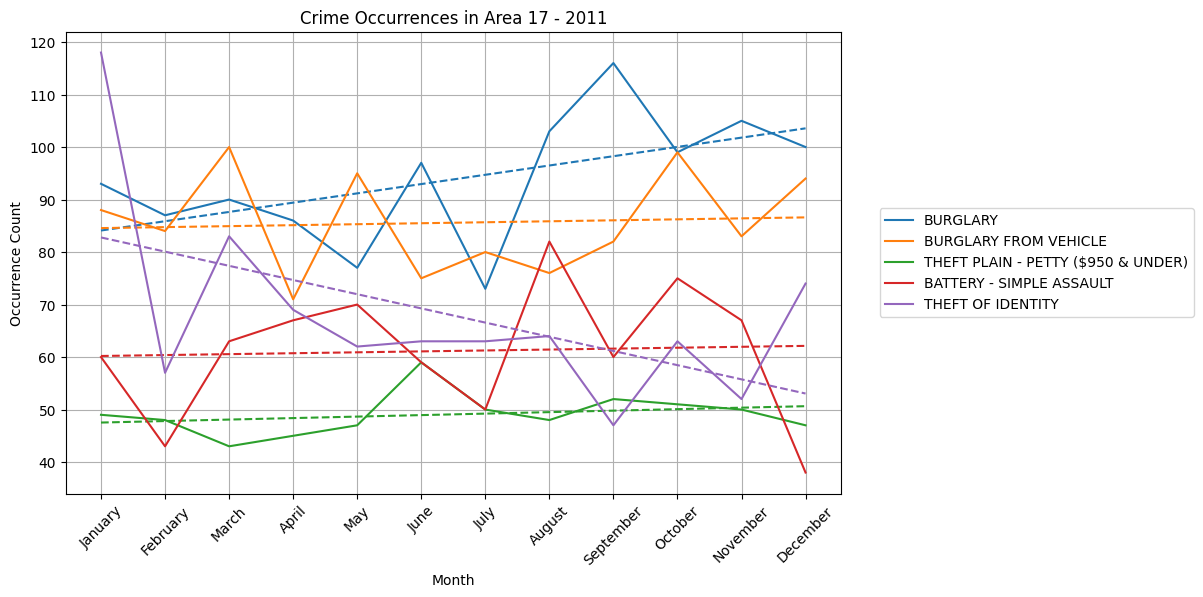 Crime Occurrences in Area 17 - 2011
Occurrence Count
120
110
100
90
80
70
60
50
40
January
February
March
April
May
June
July
August
September
October
November
December
Month
BURGLARY
BURGLARY FROM VEHICLE
THEFT PLAIN - PETTY ($950 & UNDER)
BATTERY - SIMPLE ASSAULT
THEFT OF IDENTITY